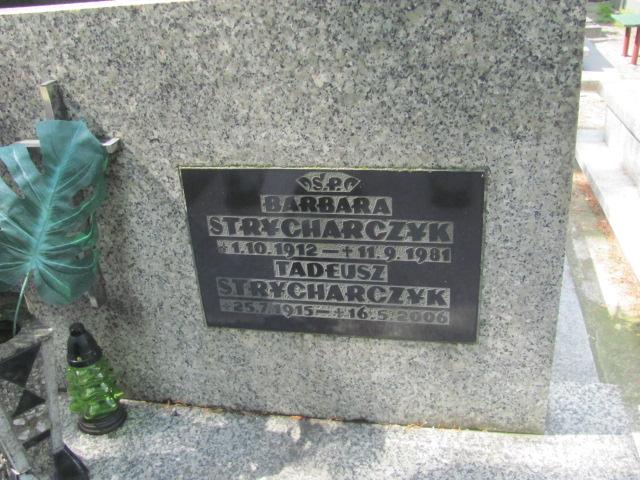 Ś.P.
BARBARA
STRYCHARCZYK
*1.10.1912—+11.9.1981
TADEUSZ
STRYCHARCZYK
*25.7.1915—+16.5.2006